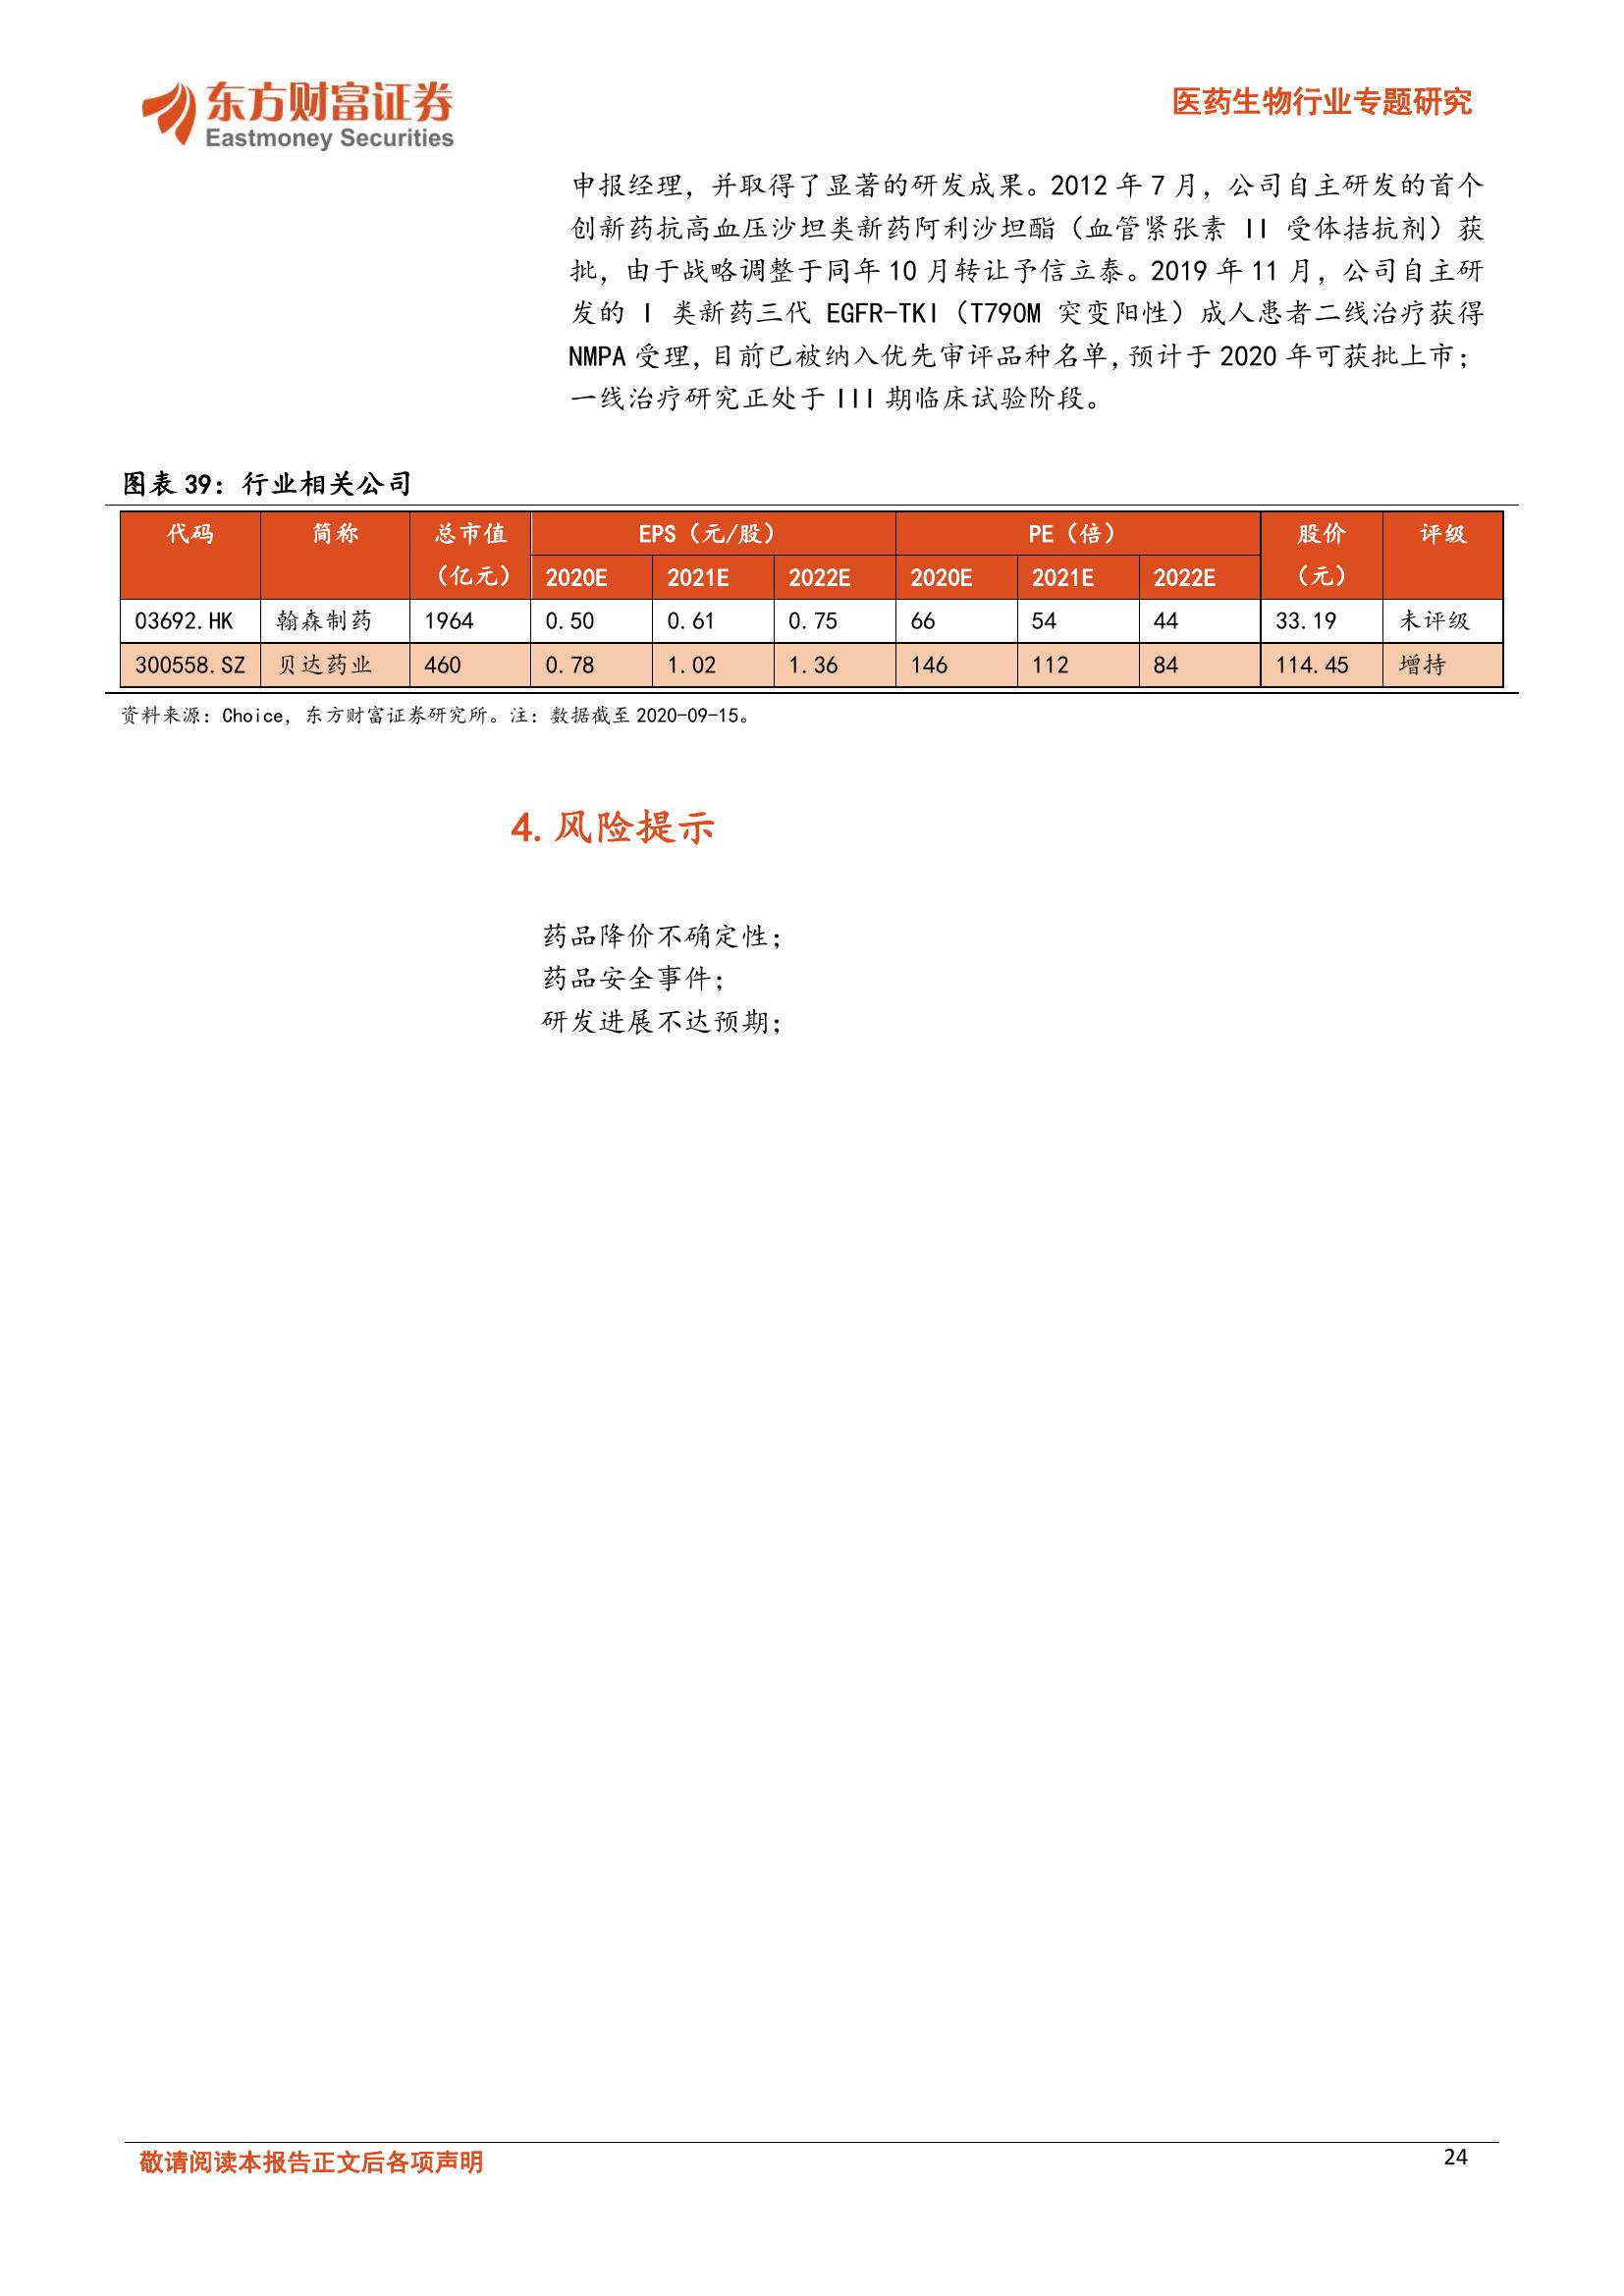 东方财富证券
Eastmoney Securities
医药生物行业专题研究
申报经理，并取得了显著的研发成果。2012 年 7 月，公司自主研发的首个
创新药抗高血压沙坦类新药阿利沙坦酯（血管紧张素 II 受体拮抗剂）获
批，由于战略调整于同年 10 月转让予信立泰。2019 年 11 月，公司自主研
发的 I 类新药三代 EGFR-TKI（T790M 突变阳性）成人患者二线治疗获得
NMPA 受理，目前已被纳入优先审评品种名单，预计于 2020 年可获批上市；
一线治疗研究正处于 III 期临床试验阶段。
图表 39：行业相关公司
代码 简称 总市值 EPS（元/股） PE（倍） 股价 评级
（亿元） 2020E 2021E 2022E 2020E 2021E 2022E （元）
03692.HK 翰森制药 1964 0.50 0.61 0.75 66 54 44 33.19 未评级
300558.SZ 贝达药业 460 0.78 1.02 1.36 146 112 84 114.45 增持
资料来源：Choice，东方财富证券研究所。注：数据截至 2020-09-15。
4.风险提示
药品降价不确定性；
药品安全事件；
研发进展不达预期；
敬请阅读本报告正文后各项声明
24